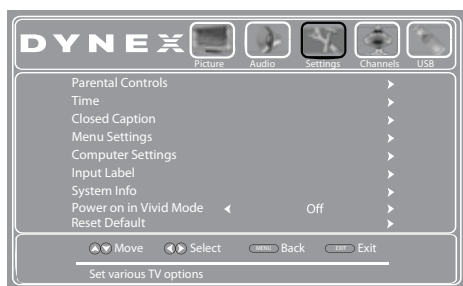 DYNEX
Picture Audio Settings Channels USB
Parental Controls
Time
Closed Caption
Menu Settings
Computer Settings
Input Label
System Info
Power on in Vivid Mode Off
Reset Default
Move Select MENU Back EXIT Exit
Set various TV options